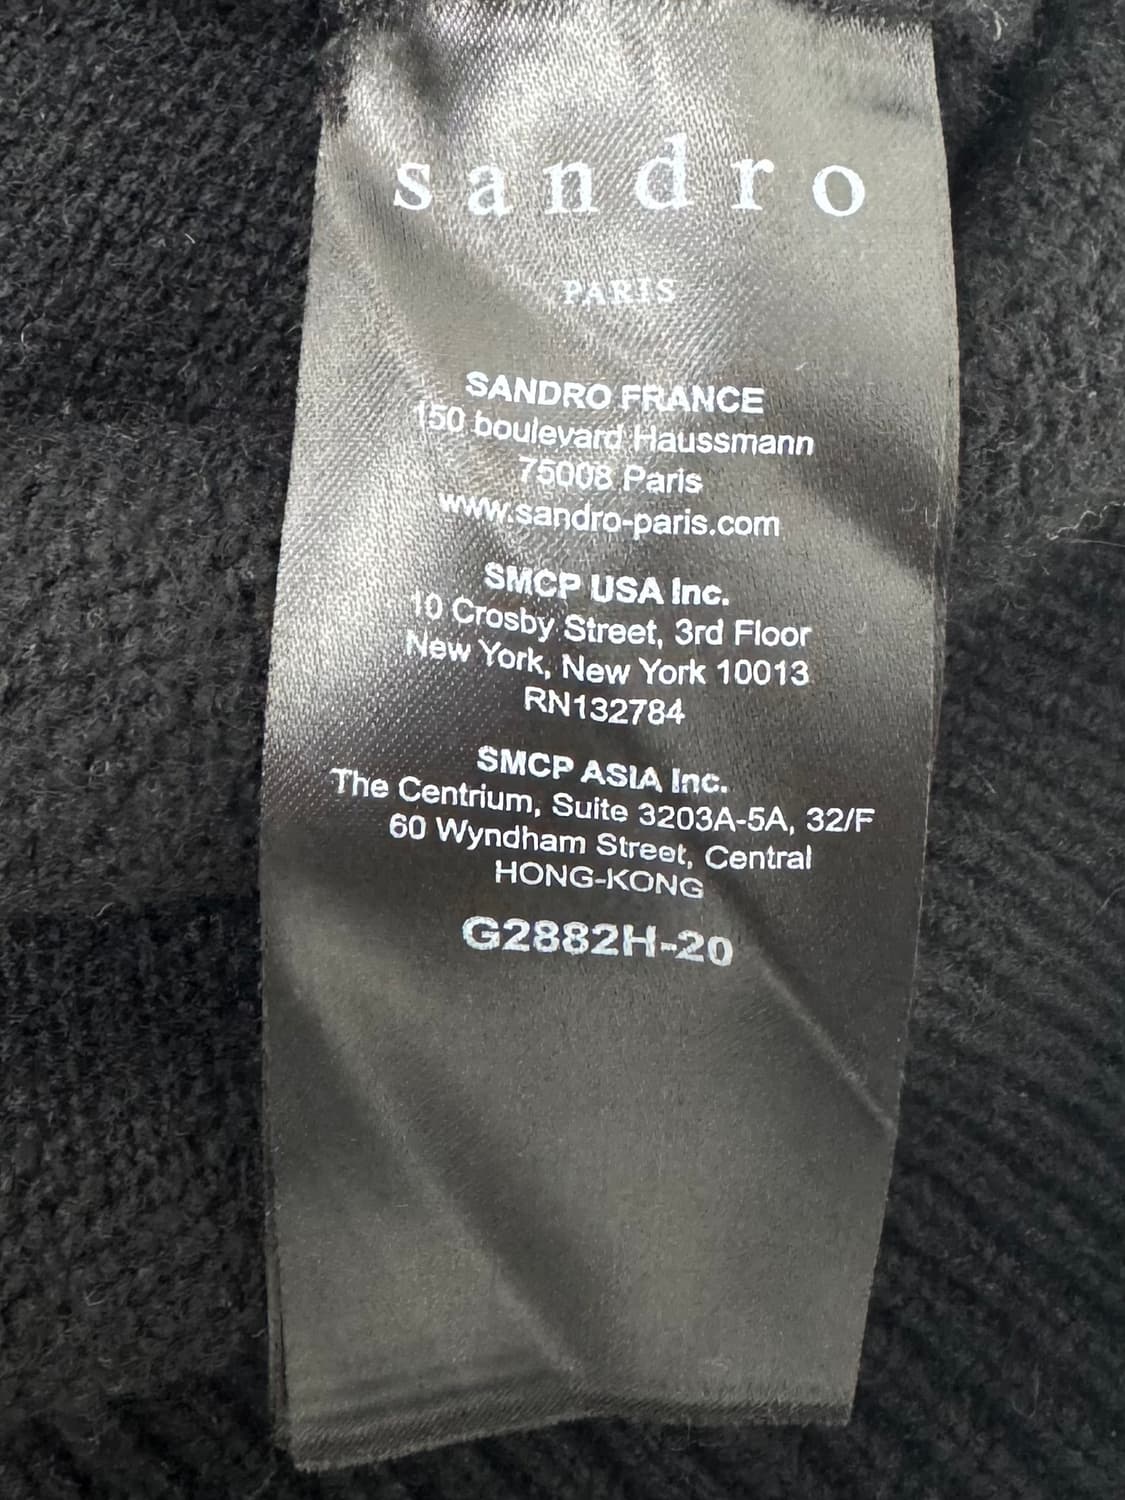 sandro
PARIS
SANDRO FRANCE
150 boulevard Haussmann
75008 Paris
www.sandro-paris.com
SMCP USA Inc.
10 Crosby Street, 3rd Floor
New York, New York 10013
RN132784
SMCP ASIA Inc.
The Centrium, Suite 3203A-5A, 32/F
60 Wyndham Street, Central
HONG-KONG
G2882H-20